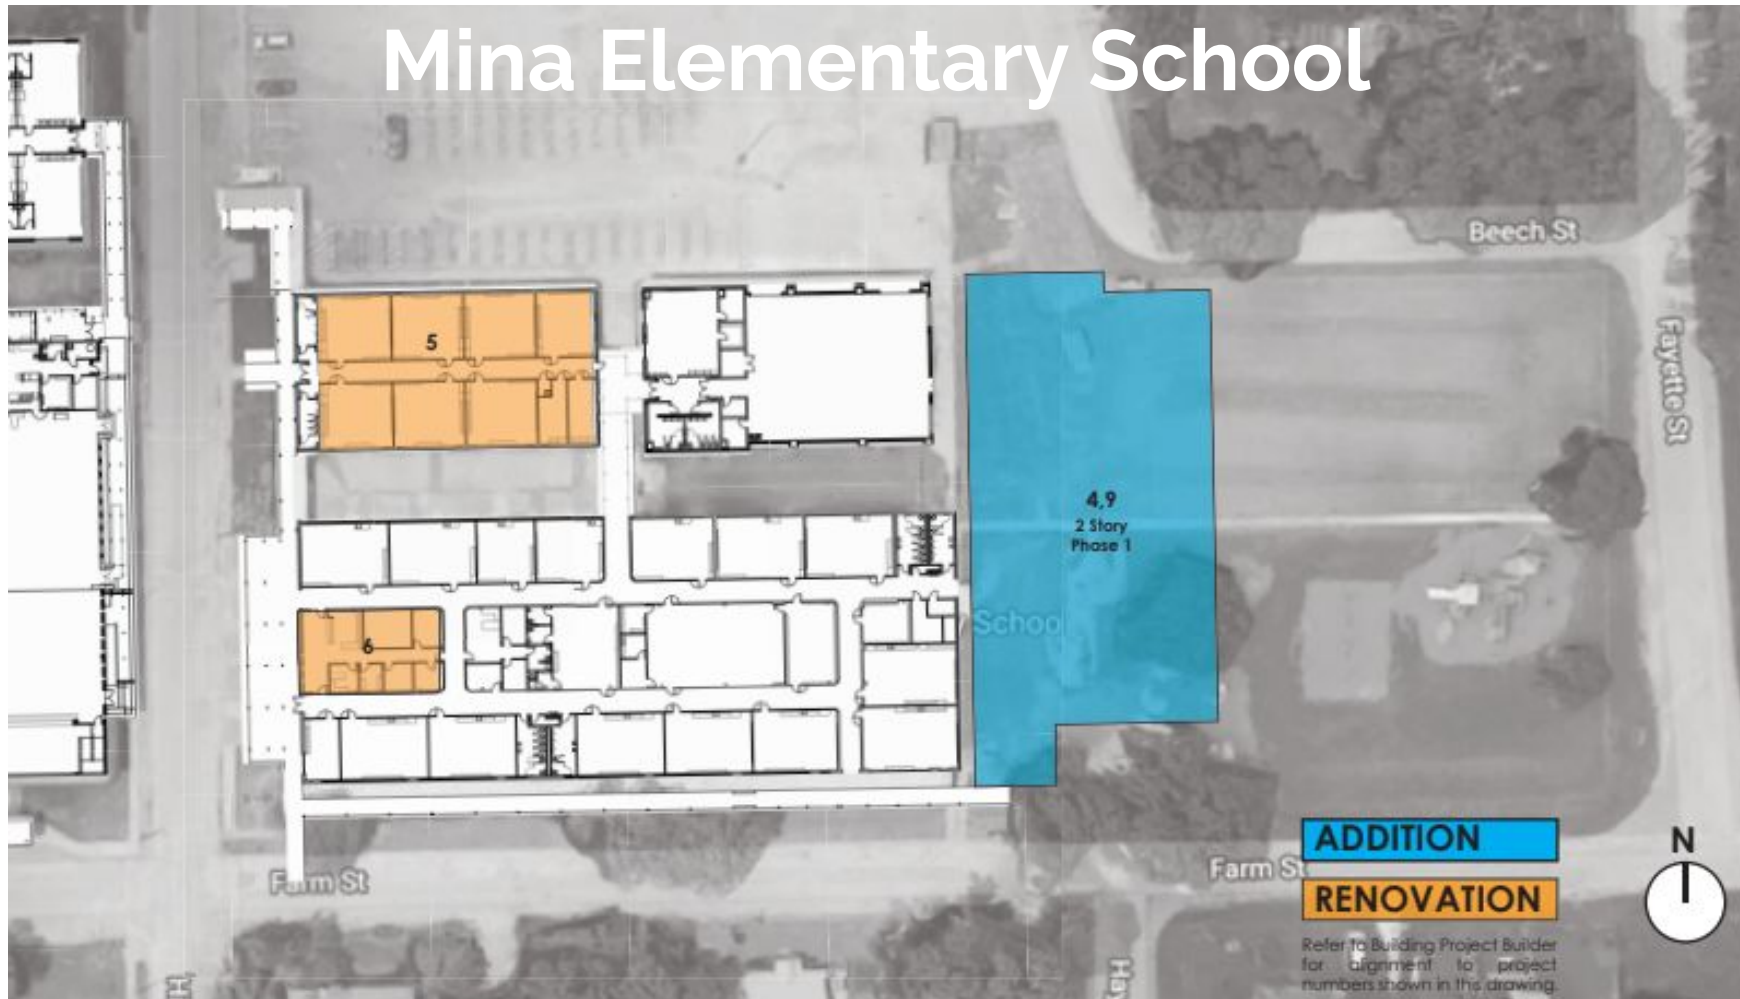 Mina Elementary School
Beech St
Fayette St
5
4,9
2 Story
Phase 1
School
6
Farm St
Farm St
ADDITION
RENOVATION
N
Refer to Building Project Builder
for alignment to project
numbers shown in this drawing.